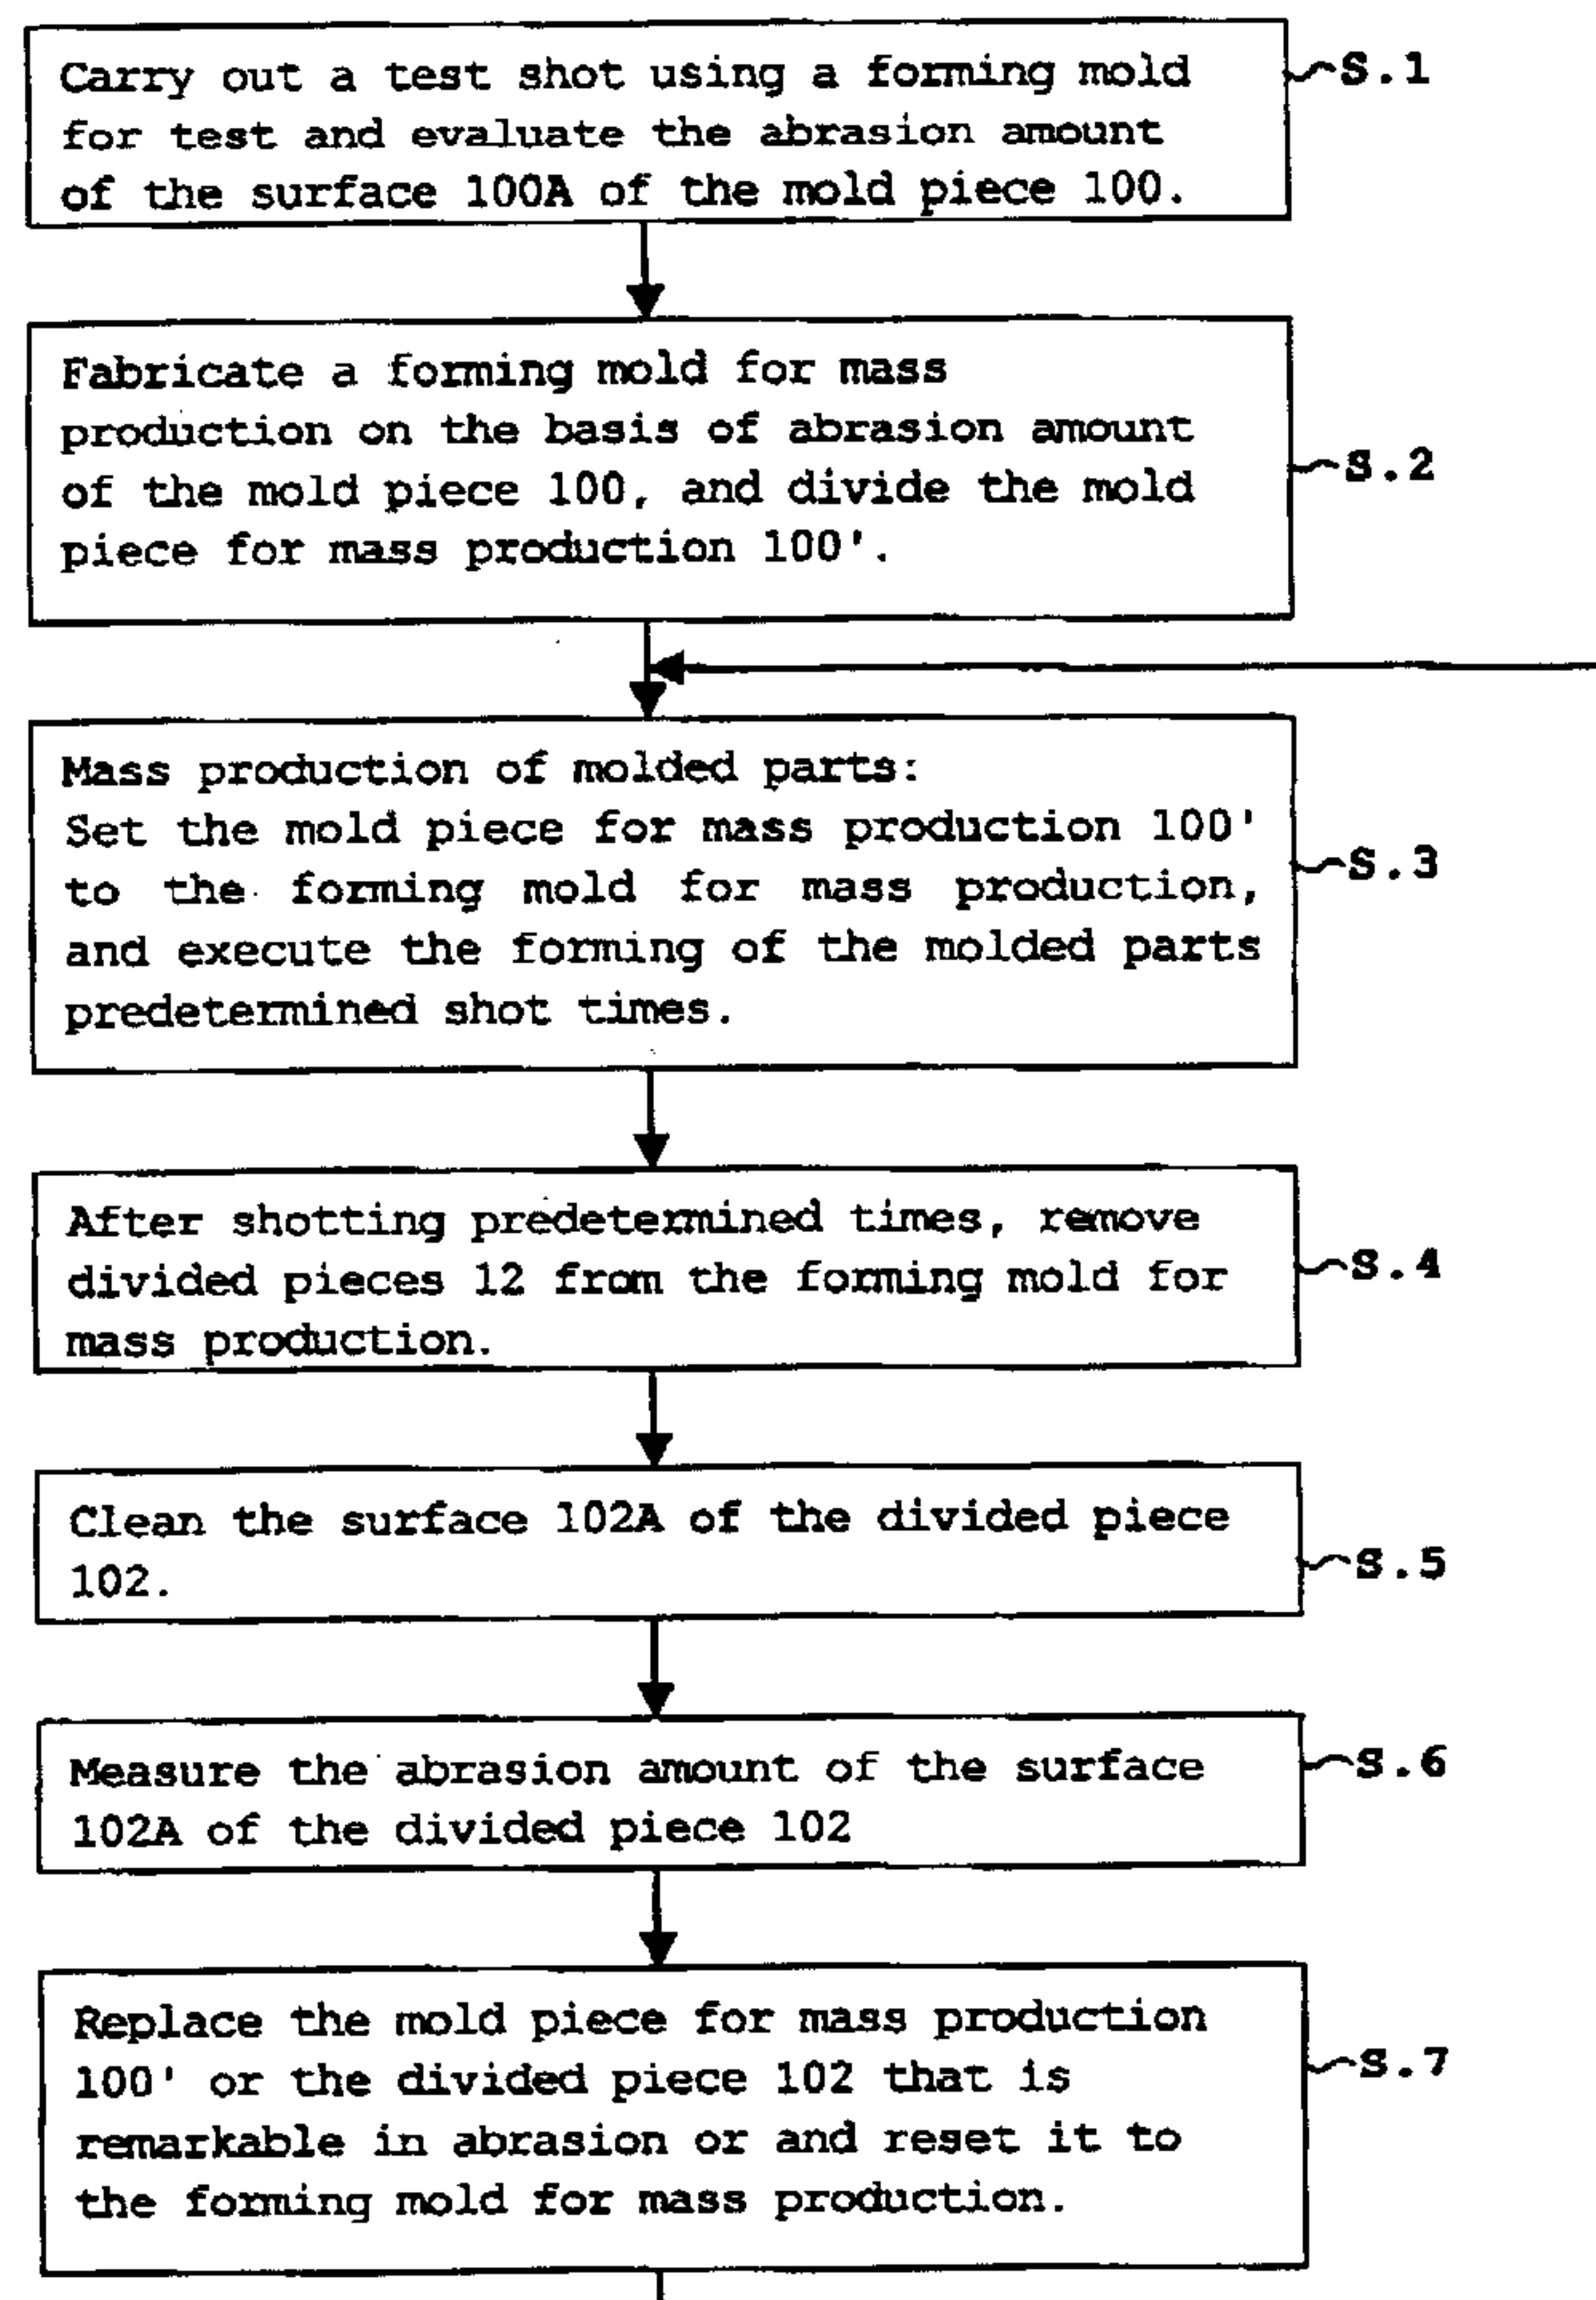 Carry out a test shot using a forming mold
for test and evaluate the abrasion amount
of the surface 100A of the mold piece 100.
S.1
Fabricate a forming mold for mass
production on the basis of abrasion amount
of the mold piece 100, and divide the mold
piece for mass production 100'.
S.2
Mass production of molded parts:
Set the mold piece for mass production 100'
to the forming mold for mass production,
and execute the forming of the molded parts
predetermined shot times.
S.3
After shotting predetermined times, remove
divided pieces 12 from the forming mold for
mass production.
S.4
Clean the surface 102A of the divided piece
102.
S.5
Measure the abrasion amount of the surface
102A of the divided piece 102
S.6
Replace the mold piece for mass production
100' or the divided piece 102 that is
remarkable in abrasion or and reset it to
the forming mold for mass production.
S.7